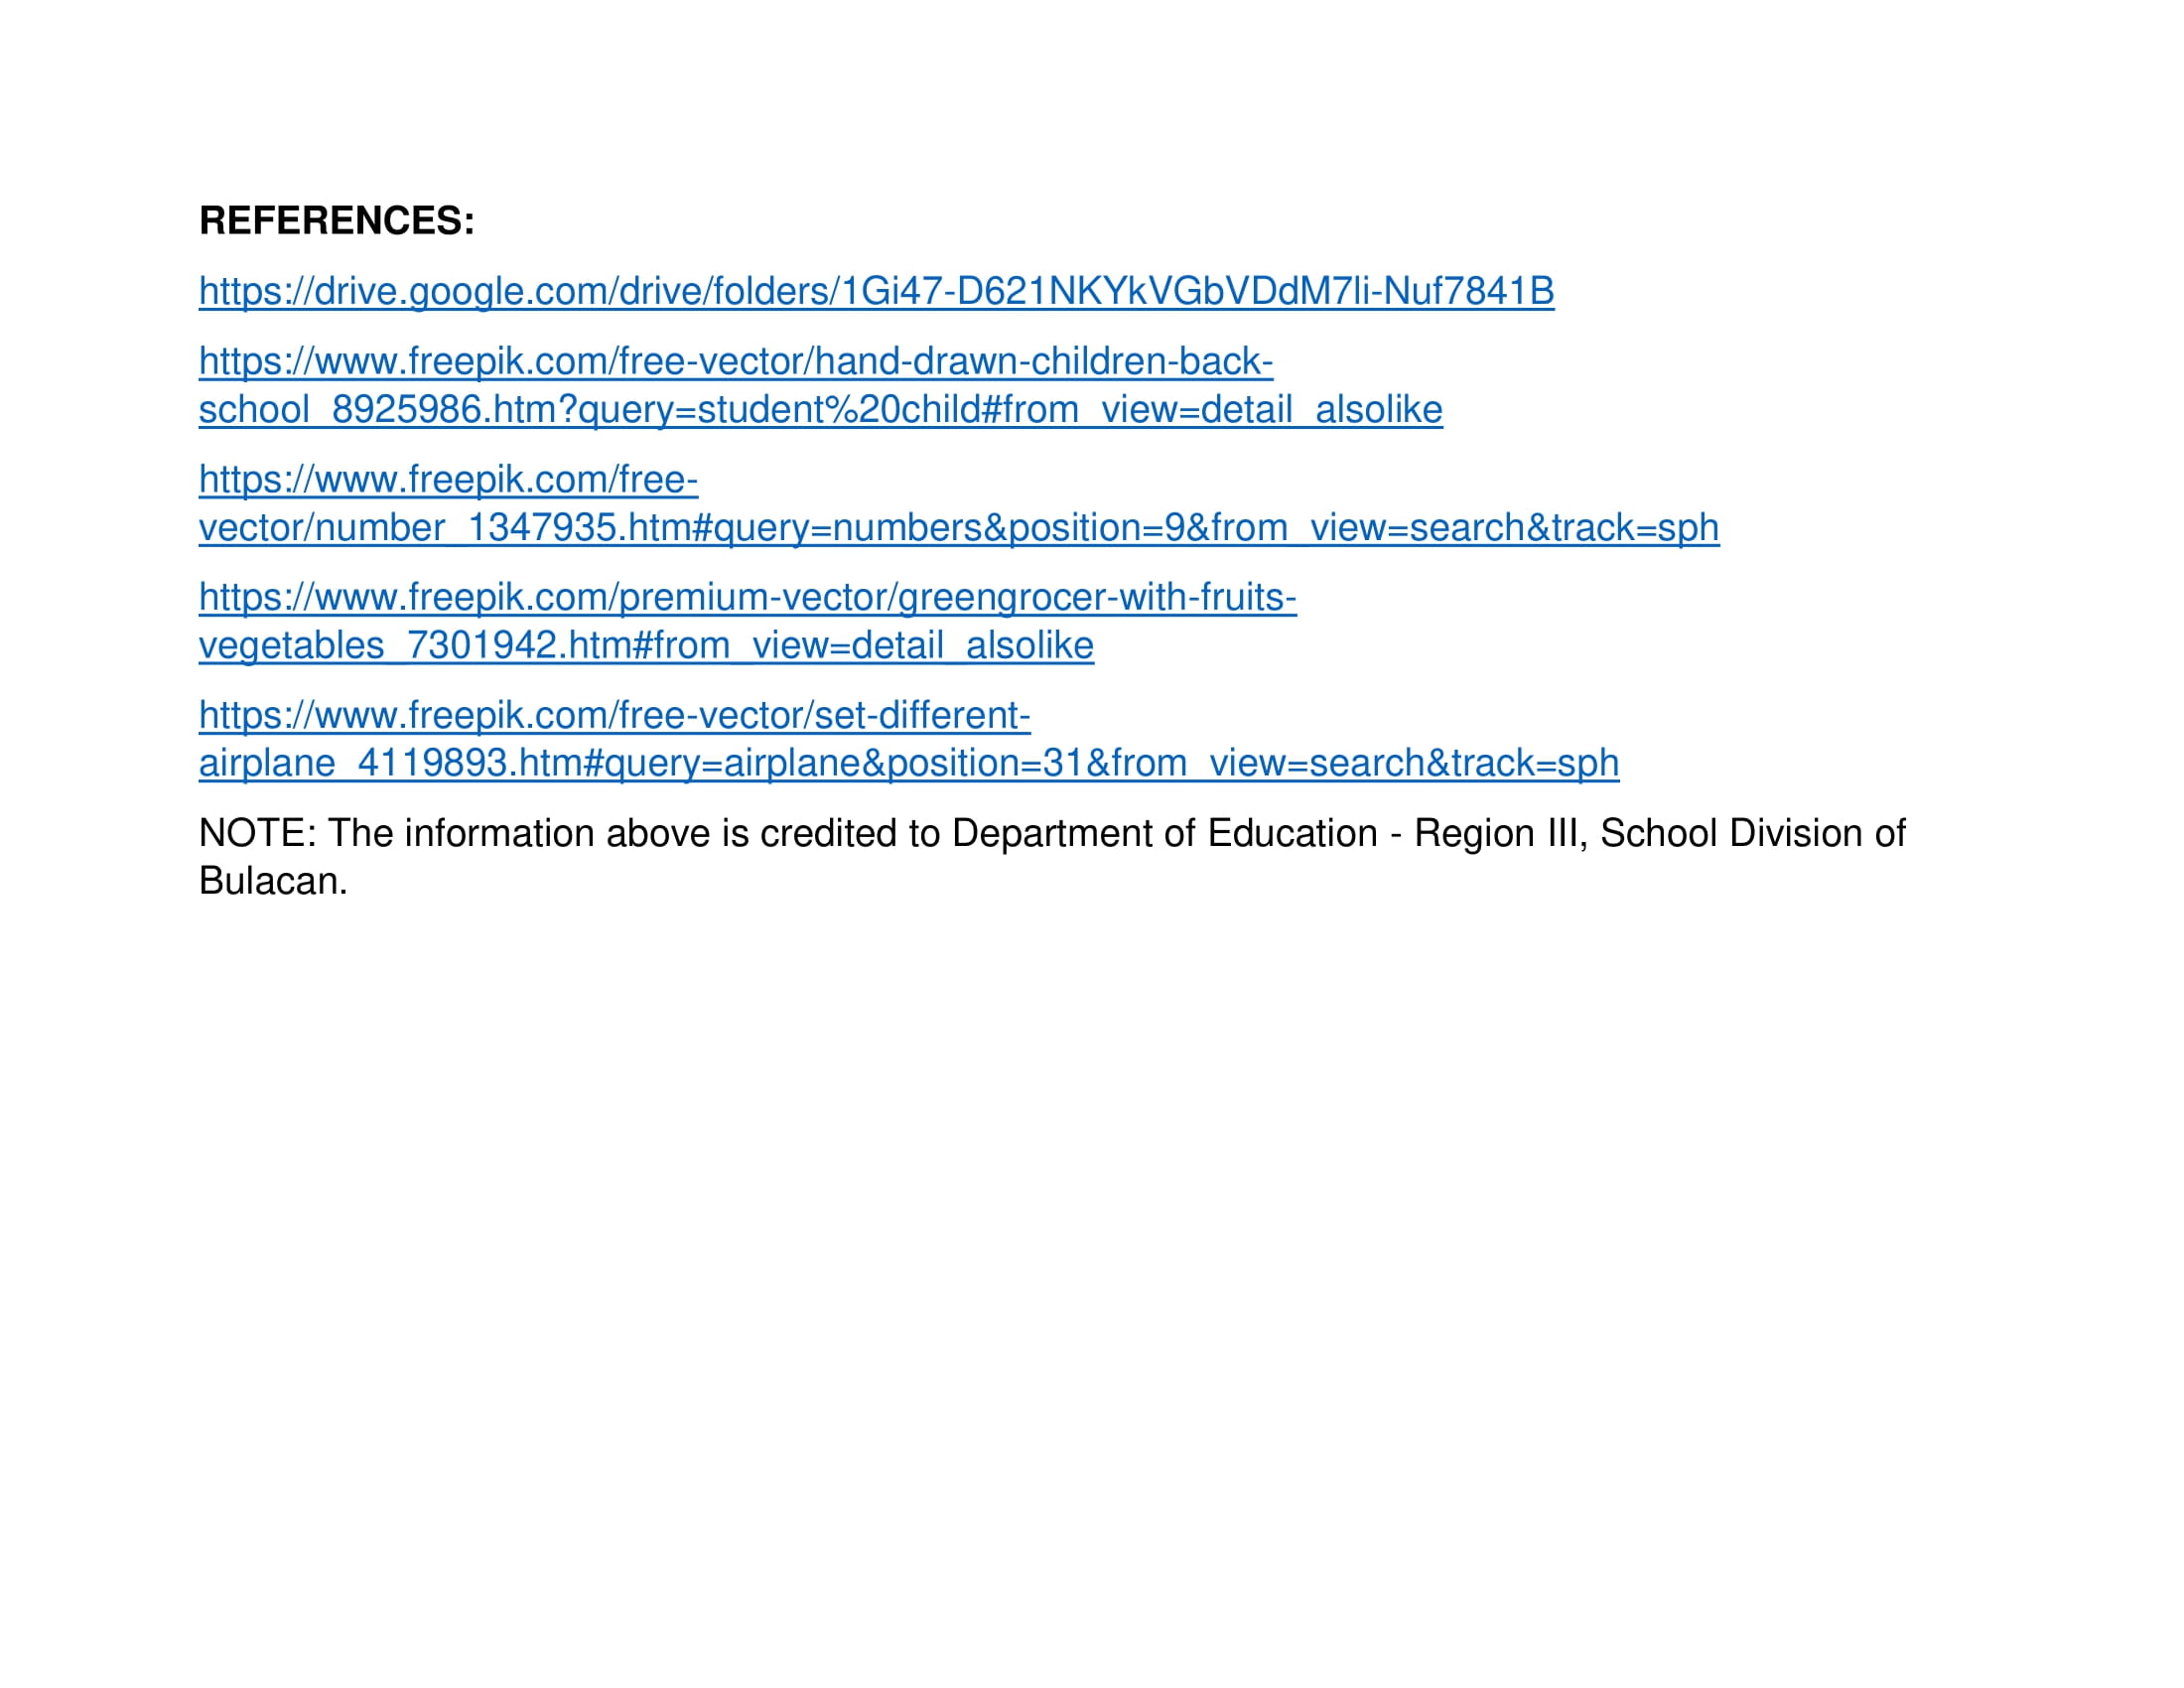 REFERENCES:
https://drive.google.com/drive/folders/1Gi47-D621NKYkVGbVDdM7li-Nuf7841B
https://www.freepik.com/free-vector/hand-drawn-children-back-
school_8925986.htm?query=student%20child#from_view=detail_alsolike
https://www.freepik.com/free-
vector/number_1347935.htm#query=numbers&position=9&from_view=search&track=sph
https://www.freepik.com/premium-vector/greengrocer-with-fruits-
vegetables_7301942.htm#from_view=detail_alsolike
https://www.freepik.com/free-vector/set-different-
airplane_4119893.htm#query=airplane&position=31&from_view=search&track=sph
NOTE: The information above is credited to Department of Education - Region III, School Division of
Bulacan.